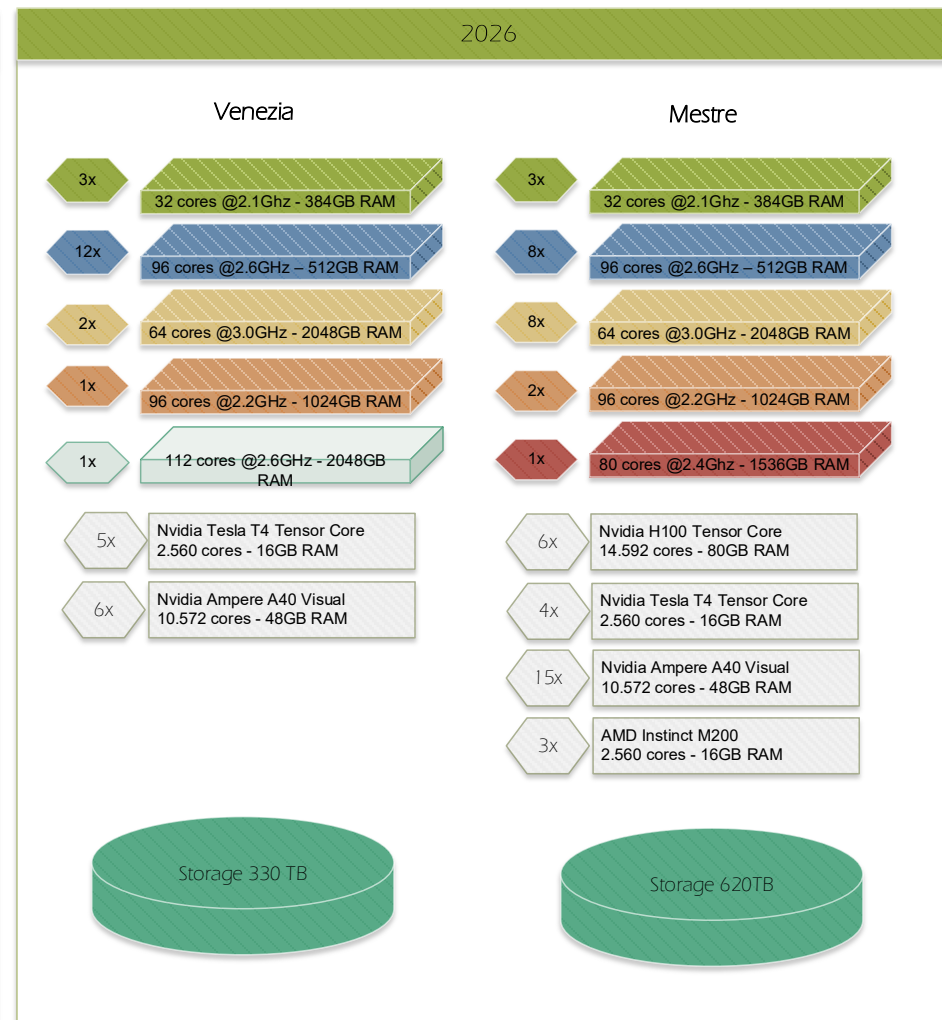 2026
Venezia
3x
32 cores @2.1Ghz - 384GB RAM
12x
96 cores @2.6GHz – 512GB RAM
2x
64 cores @3.0GHz - 2048GB RAM
1x
96 cores @2.2GHz - 1024GB RAM
1x
112 cores @2.6GHz - 2048GB
RAM
5x
Nvidia Tesla T4 Tensor Core
2.560 cores - 16GB RAM
6x
Nvidia Ampere A40 Visual
10.572 cores - 48GB RAM
Storage 330 TB
Mestre
3x
32 cores @2.1Ghz - 384GB RAM
8x
96 cores @2.6GHz – 512GB RAM
8x
64 cores @3.0GHz - 2048GB RAM
2x
96 cores @2.2GHz - 1024GB RAM
1x
80 cores @2.4Ghz - 1536GB RAM
6x
Nvidia H100 Tensor Core
14.592 cores - 80GB RAM
4x
Nvidia Tesla T4 Tensor Core
2.560 cores - 16GB RAM
15x
Nvidia Ampere A40 Visual
10.572 cores - 48GB RAM
3x
AMD Instinct M200
2.560 cores - 16GB RAM
Storage 620TB